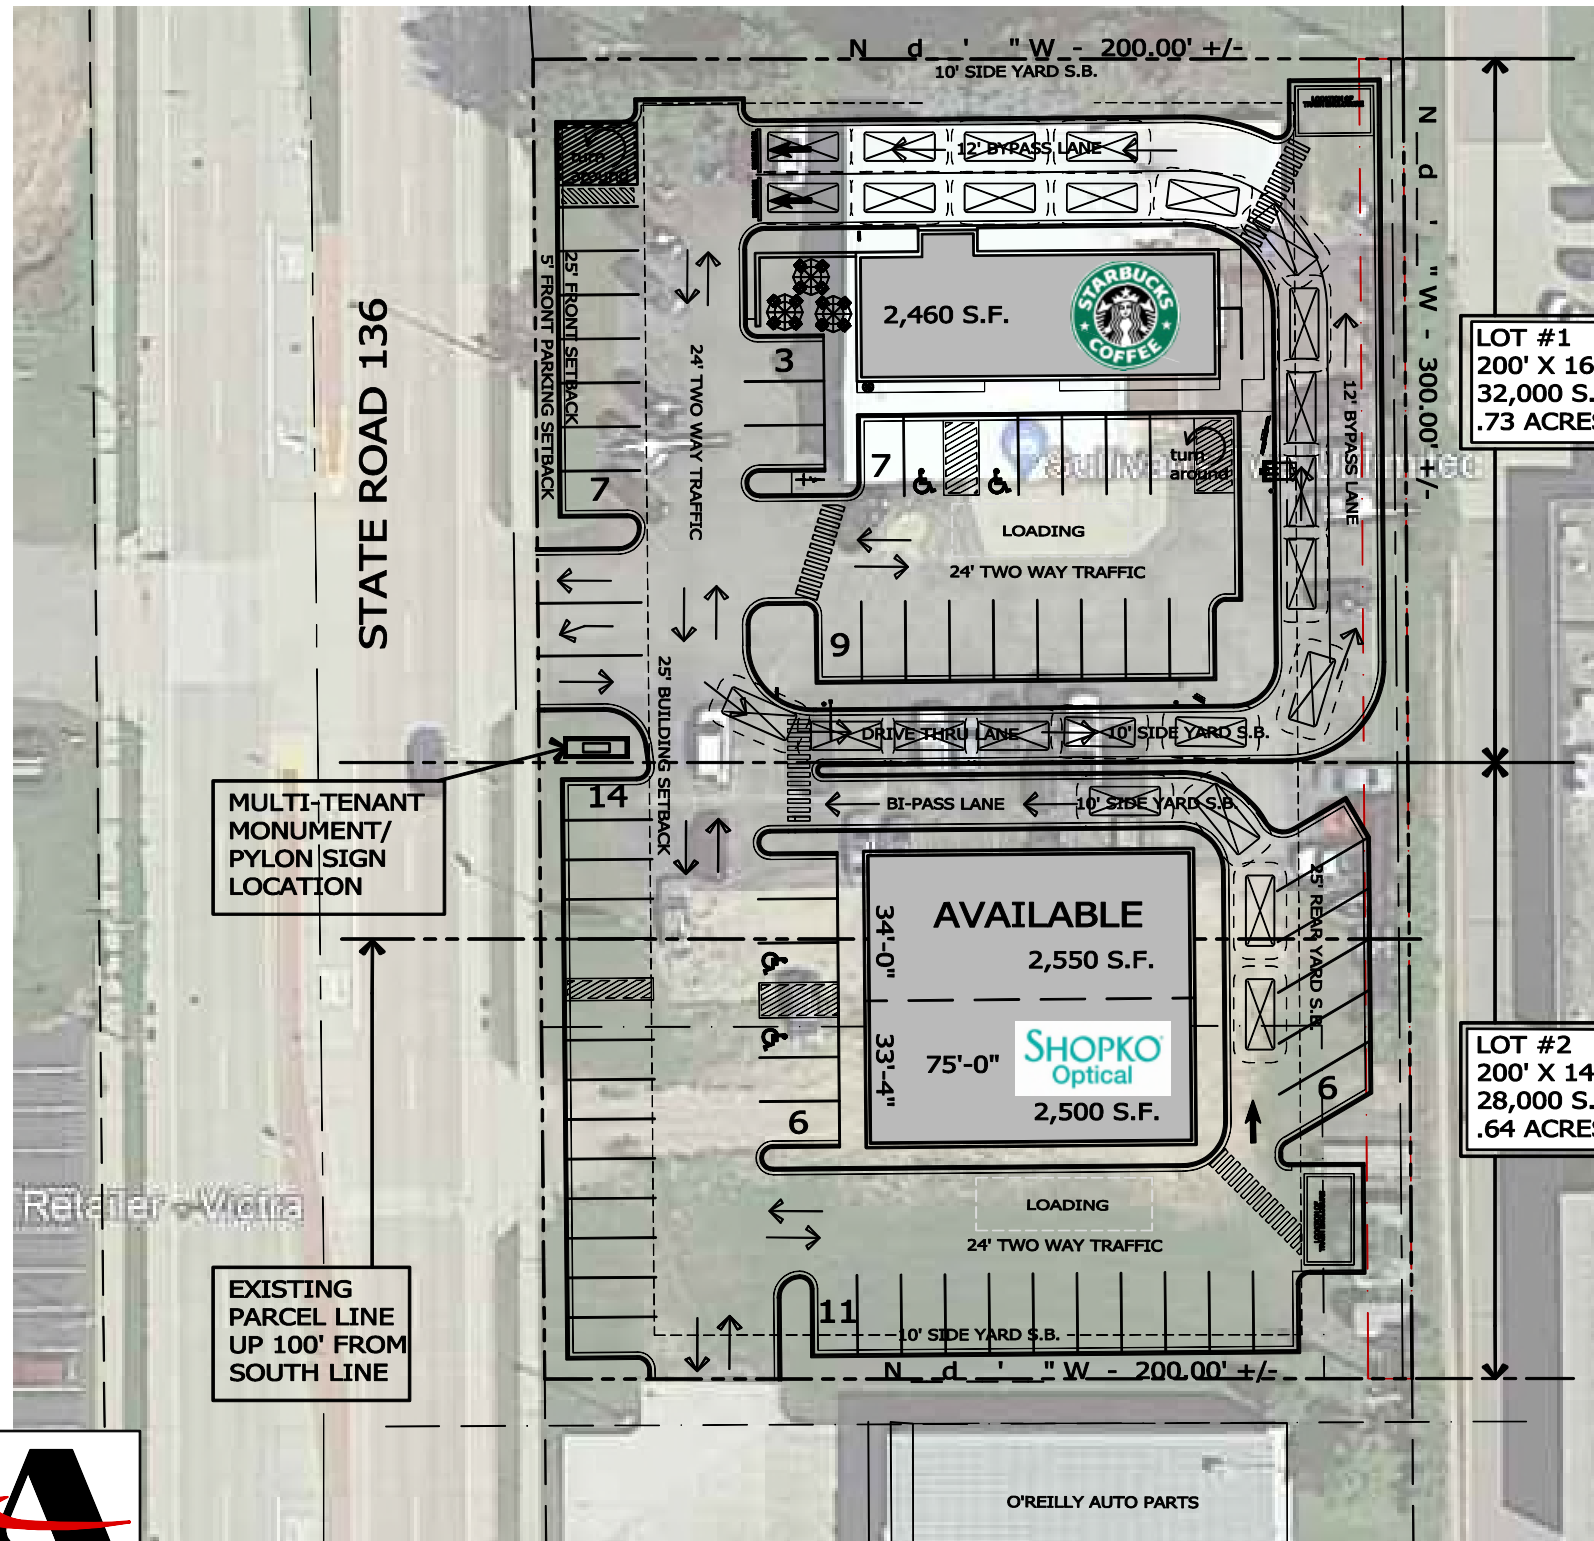 N d ' " W - 200.00' +/-
10' SIDE YARD S.B.
12' BYPASS LANE
turn
around
25' FRONT SETBACK
5' FRONT PARKING SETBACK
STATE ROAD 136
24' TWO WAY TRAFFIC
2,460 S.F.
STARBUCKS
COFFEE
3
7
7
turn
around
LOADING
24' TWO WAY TRAFFIC
9
12' BYPASS LANE
N d ' " W - 300.00' +/-
LOT #1
200' X 16
32,000 S.
.73 ACRES
25' BUILDING SETBACK
DRIVE THRU LANE
10' SIDE YARD S.B.
MULTI-TENANT
MONUMENT/
PYLON SIGN
LOCATION
14
BI-PASS LANE
10' SIDE YARD S.B.
AVAILABLE
2,550 S.F.
34'-0"
33'-4"
75'-0"
SHOPKO
Optical
2,500 S.F.
25' REAR YARD S.B.
6
6
LOT #2
200' X 14
28,000 S.
.64 ACRES
Retailer - Victra
LOADING
24' TWO WAY TRAFFIC
EXISTING
PARCEL LINE
UP 100' FROM
SOUTH LINE
11
10' SIDE YARD S.B.
N d ' " W - 200.00' +/-
O'REILLY AUTO PARTS